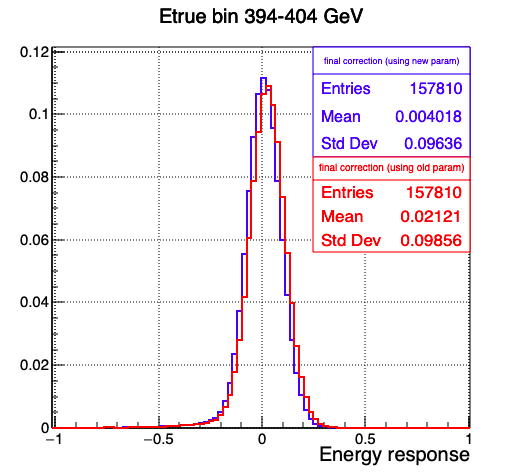 Etrue bin 394-404 GeV
0.12
0.1
0.08
0.06
0.04
0.02
0
−1
−0.5
0
0.5
1
Energy response
final correction (using new param)
Entries 157810
Mean 0.004018
Std Dev 0.09636
final correction (using old param)
Entries 157810
Mean 0.02121
Std Dev 0.09856